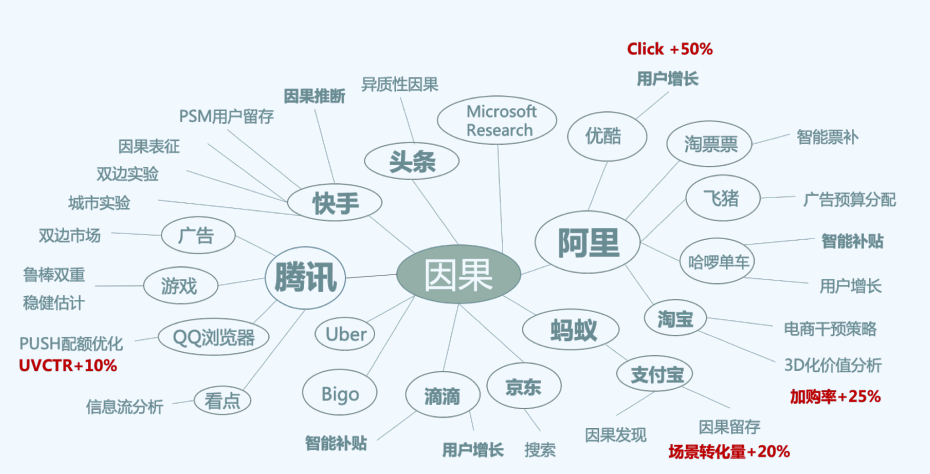 Click +50%
用户增长
因果推断
异质性因果
Microsoft
Research
PSM用户留存
优酷
淘票票
智能票补
因果表征
头条
双边实验
飞猪
广告预算分配
城市实验
快手
双边市场
广告
阿里
智能补贴
哈啰单车
鲁棒双重
稳健估计
游戏
腾讯
因果
用户增长
淘宝
电商干预策略
PUSH配额优化
UVCTR+10%
QQ浏览器
Uber
蚂蚁
3D化价值分析
加购率+25%
支付宝
信息流分析
看点
Bigo
滴滴
京东
智能补贴
用户增长
搜索
因果发现
因果留存
场景转化量+20%